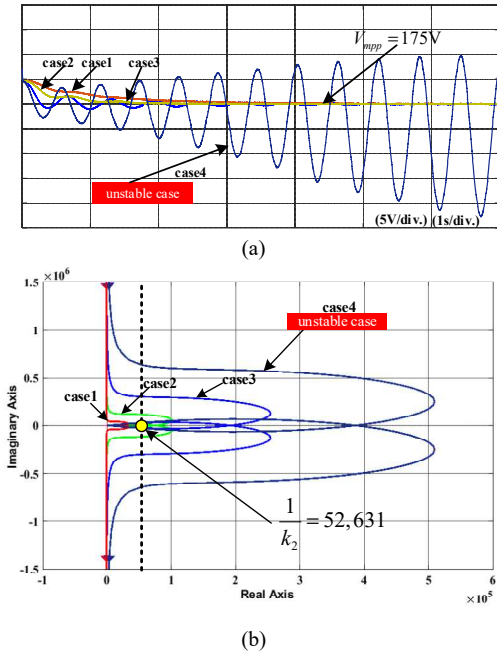 (a)
case2
case1
case3
V_mpp = 175V
case4
unstable case
(5V/div.) (1s/div.)
(a)
×10^6
1.5
1
0.5
0
-0.5
-1
-1.5
Imaginary Axis
case4
unstable case
case1
case2
case3
1/k_2 = 52,631
-1 0 1 2 3 4 5 6
Real Axis
×10^5
(b)